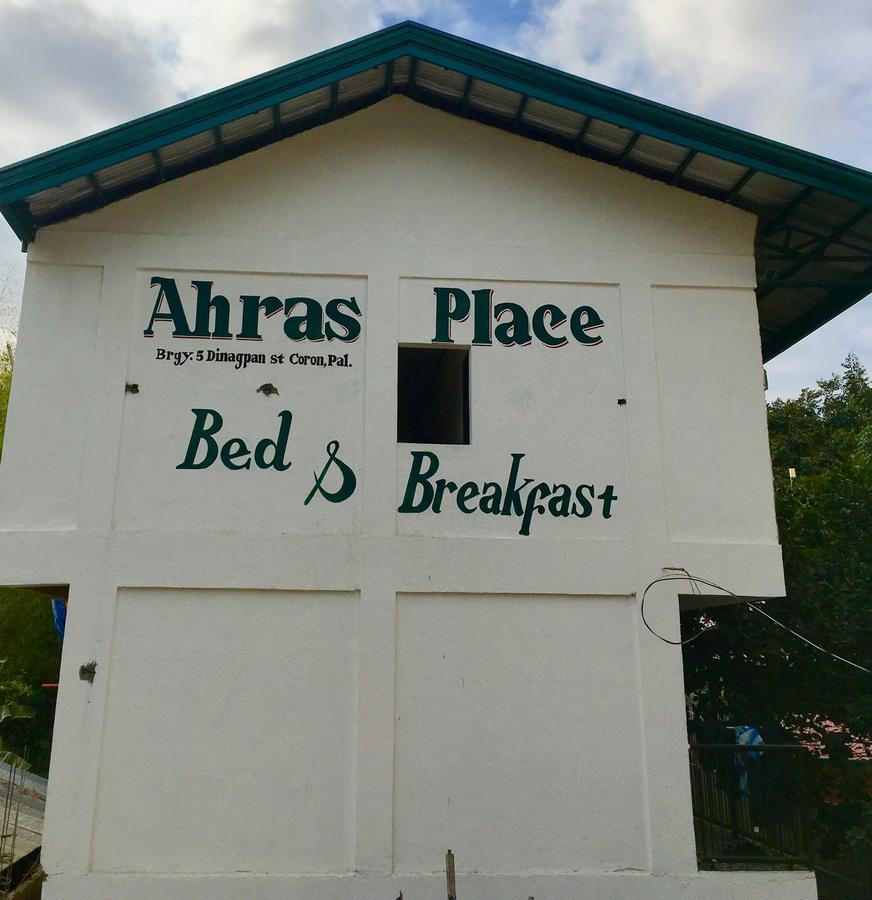 Ahras Place
Brgy. 5 Dinagpan st Coron, Pal.
Bed & Breakfast